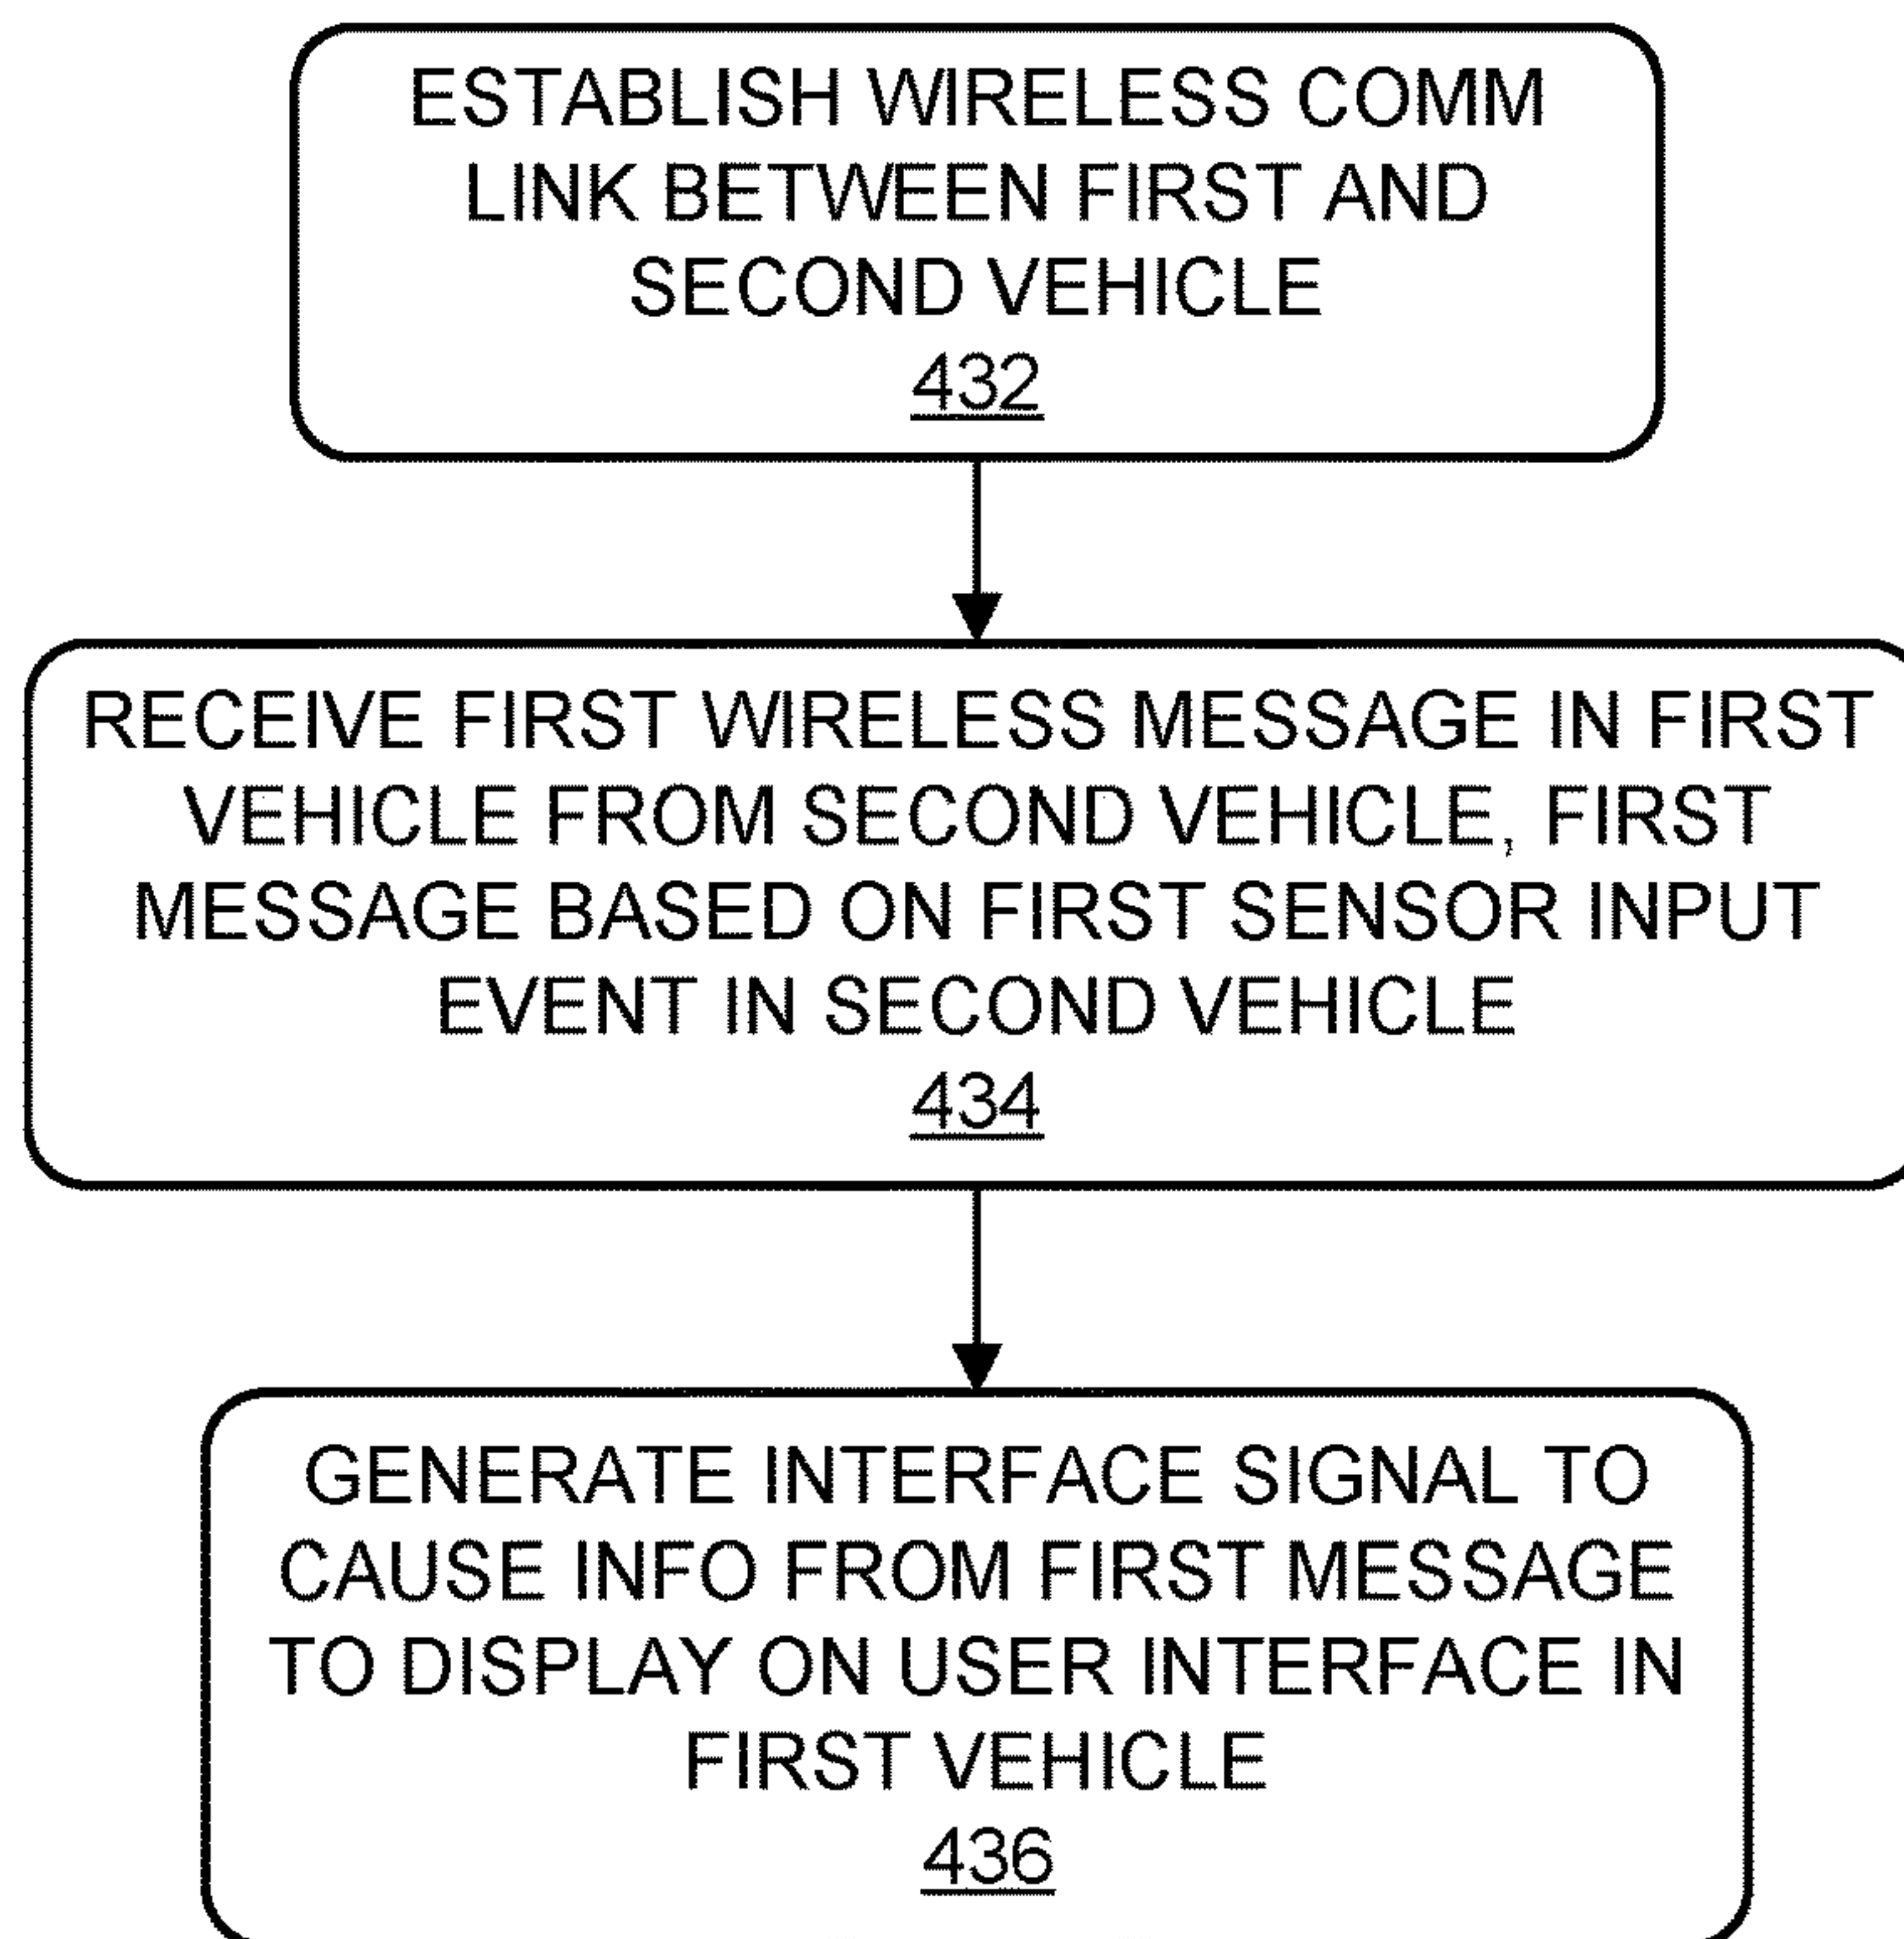 ESTABLISH WIRELESS COMM
LINK BETWEEN FIRST AND
SECOND VEHICLE
432
RECEIVE FIRST WIRELESS MESSAGE IN FIRST
VEHICLE FROM SECOND VEHICLE, FIRST
MESSAGE BASED ON FIRST SENSOR INPUT
EVENT IN SECOND VEHICLE
434
GENERATE INTERFACE SIGNAL TO
CAUSE INFO FROM FIRST MESSAGE
TO DISPLAY ON USER INTERFACE IN
FIRST VEHICLE
436